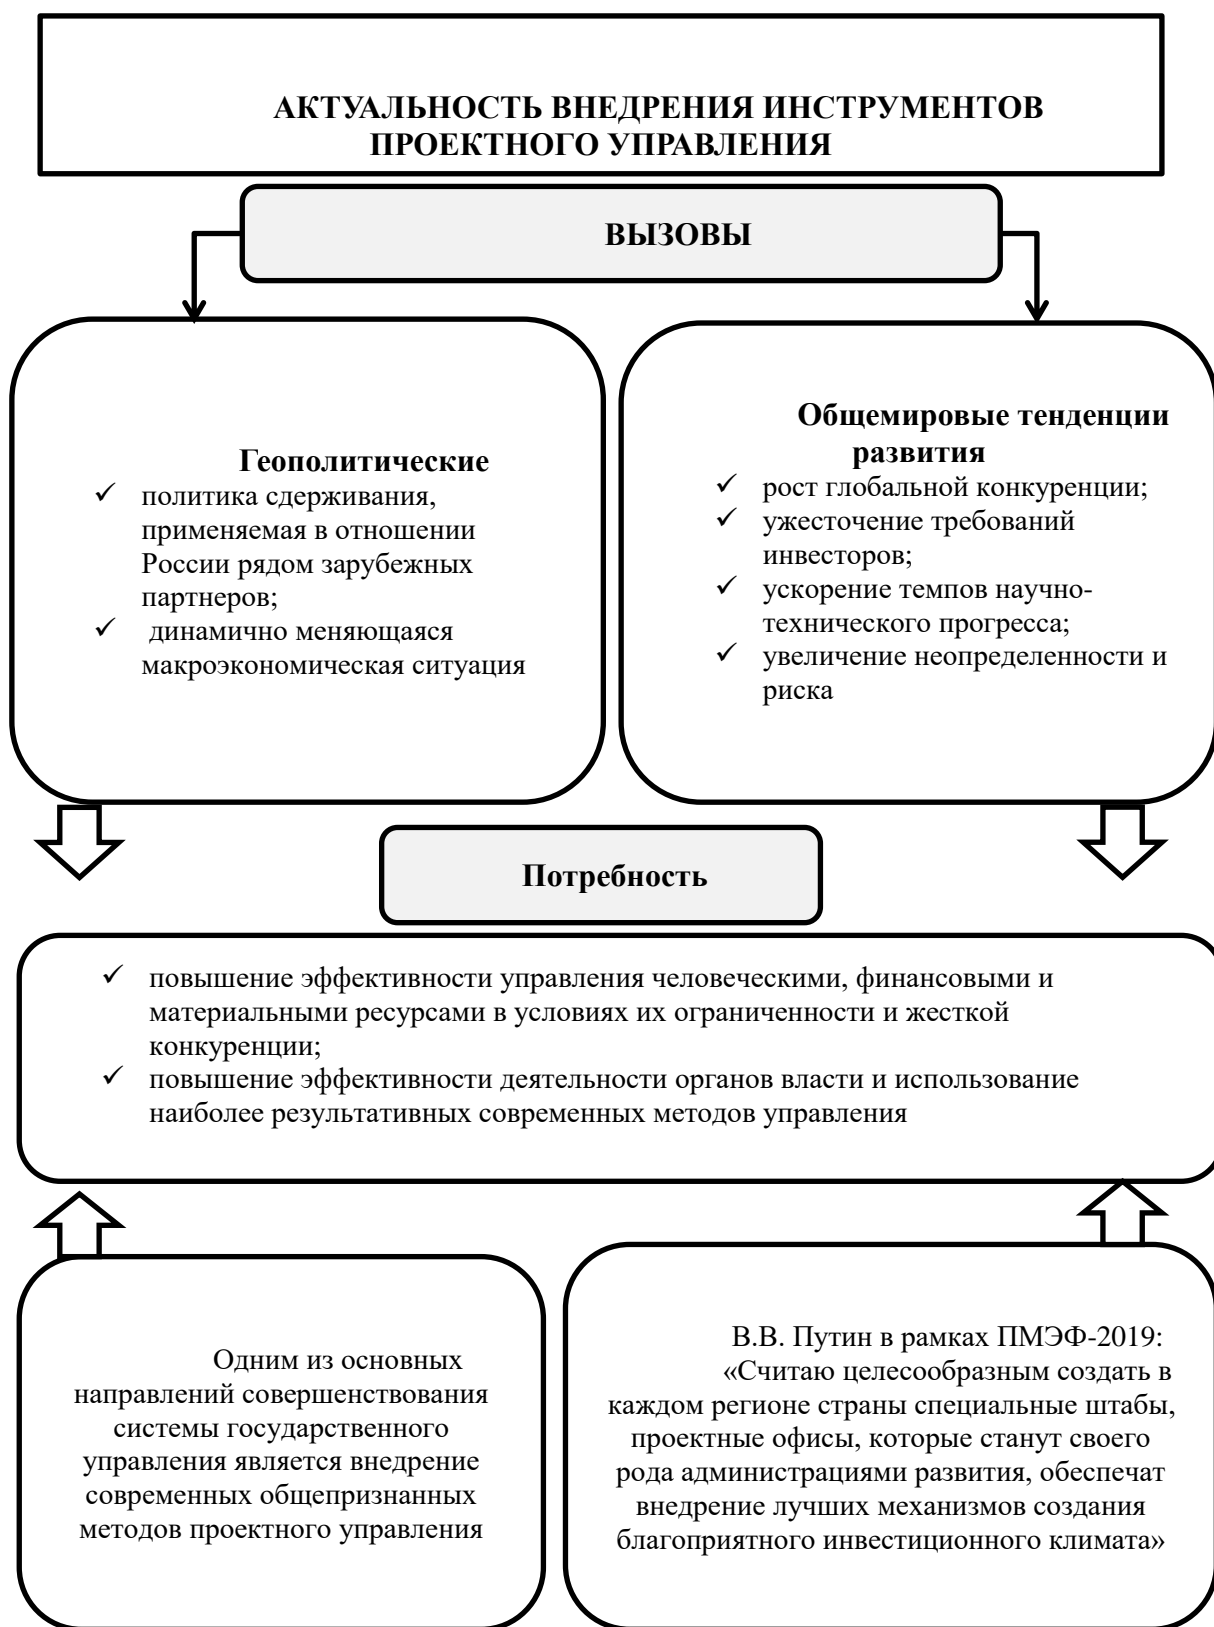 АКТУАЛЬНОСТЬ ВНЕДРЕНИЯ ИНСТРУМЕНТОВ
ПРОЕКТНОГО УПРАВЛЕНИЯ
ВЫЗОВЫ
Геополитические
✓ политика сдерживания,
применяемая в отношении
России рядом зарубежных
партнеров;
✓ динамично меняющаяся
макроэкономическая ситуация
Общемировые тенденции
развития
✓ рост глобальной конкуренции;
✓ ужесточение требований
инвесторов;
✓ ускорение темпов научно-
технического прогресса;
✓ увеличение неопределенности и
риска
Потребность
✓ повышение эффективности управления человеческими, финансовыми и
материальными ресурсами в условиях их ограниченности и жесткой
конкуренции;
✓ повышение эффективности деятельности органов власти и использование
наиболее результативных современных методов управления
Одним из основных
направлений совершенствования
системы государственного
управления является внедрение
современных общепризнанных
методов проектного управления
В.В. Путин в рамках ПМЭФ-2019:
«Считаю целесообразным создать в
каждом регионе страны специальные штабы,
проектные офисы, которые станут своего
рода администрациями развития, обеспечат
внедрение лучших механизмов создания
благоприятного инвестиционного климата»